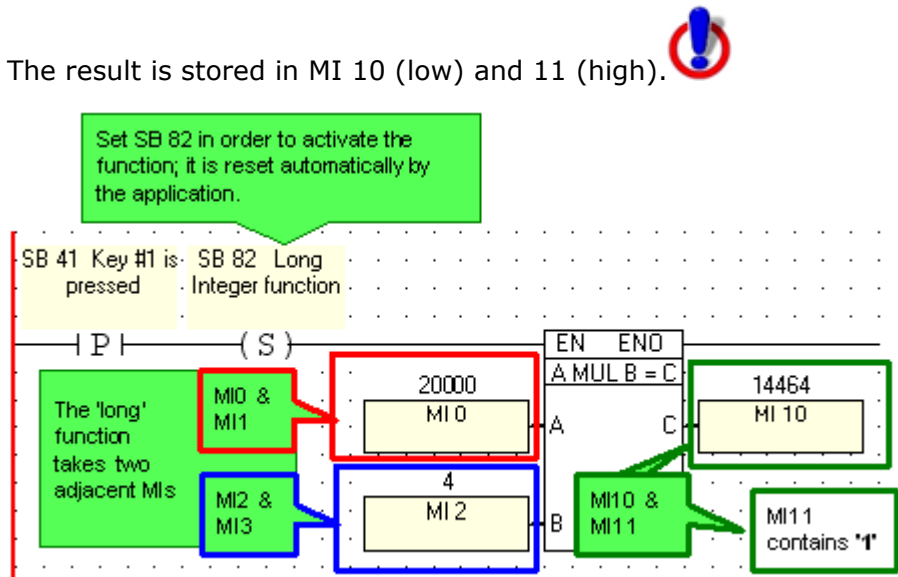 The result is stored in MI 10 (low) and 11 (high).
Set SB 82 in order to activate the
function; it is reset automatically by
the application.
SB 41 Key #1 is
pressed
SB 82 Long
Integer function
P
( S )
EN ENO
A MUL B = C
The 'long'
function
takes two
adjacent MIs
MI0 &
MI1
20000
MI 0
A
C
14464
MI 10
MI2 &
MI3
4
MI 2
B
MI10 &
MI11
MI11
contains '1'